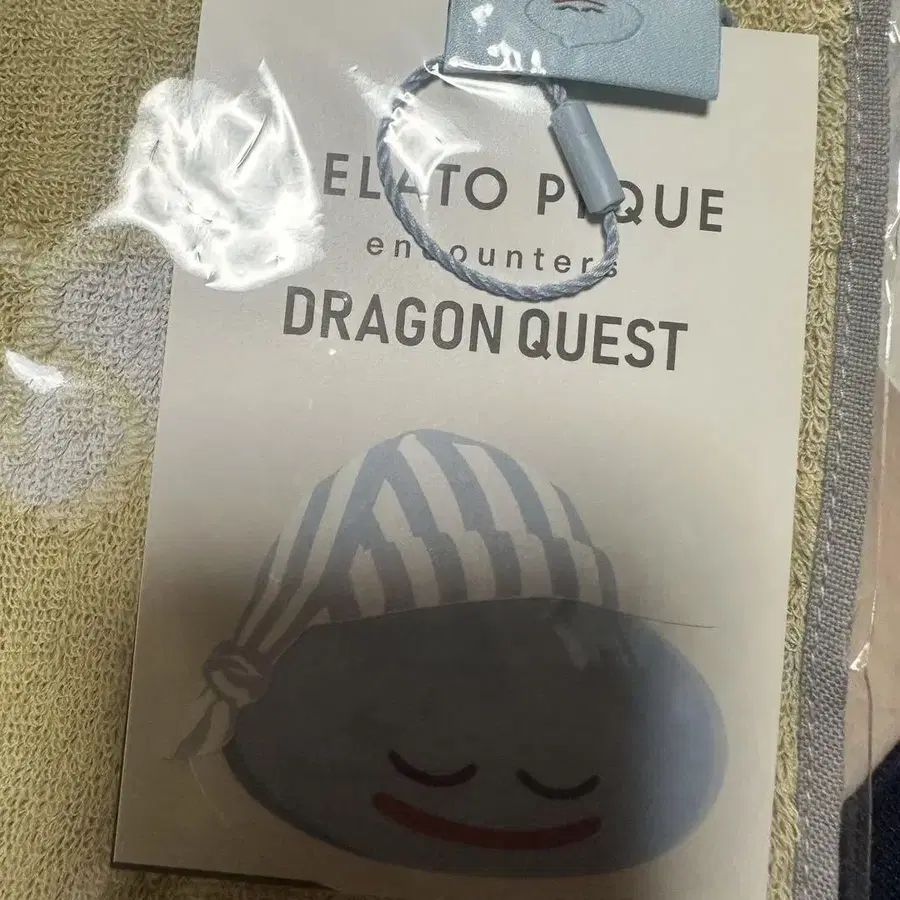 ELATO PIQUE
encounters
DRAGON QUEST